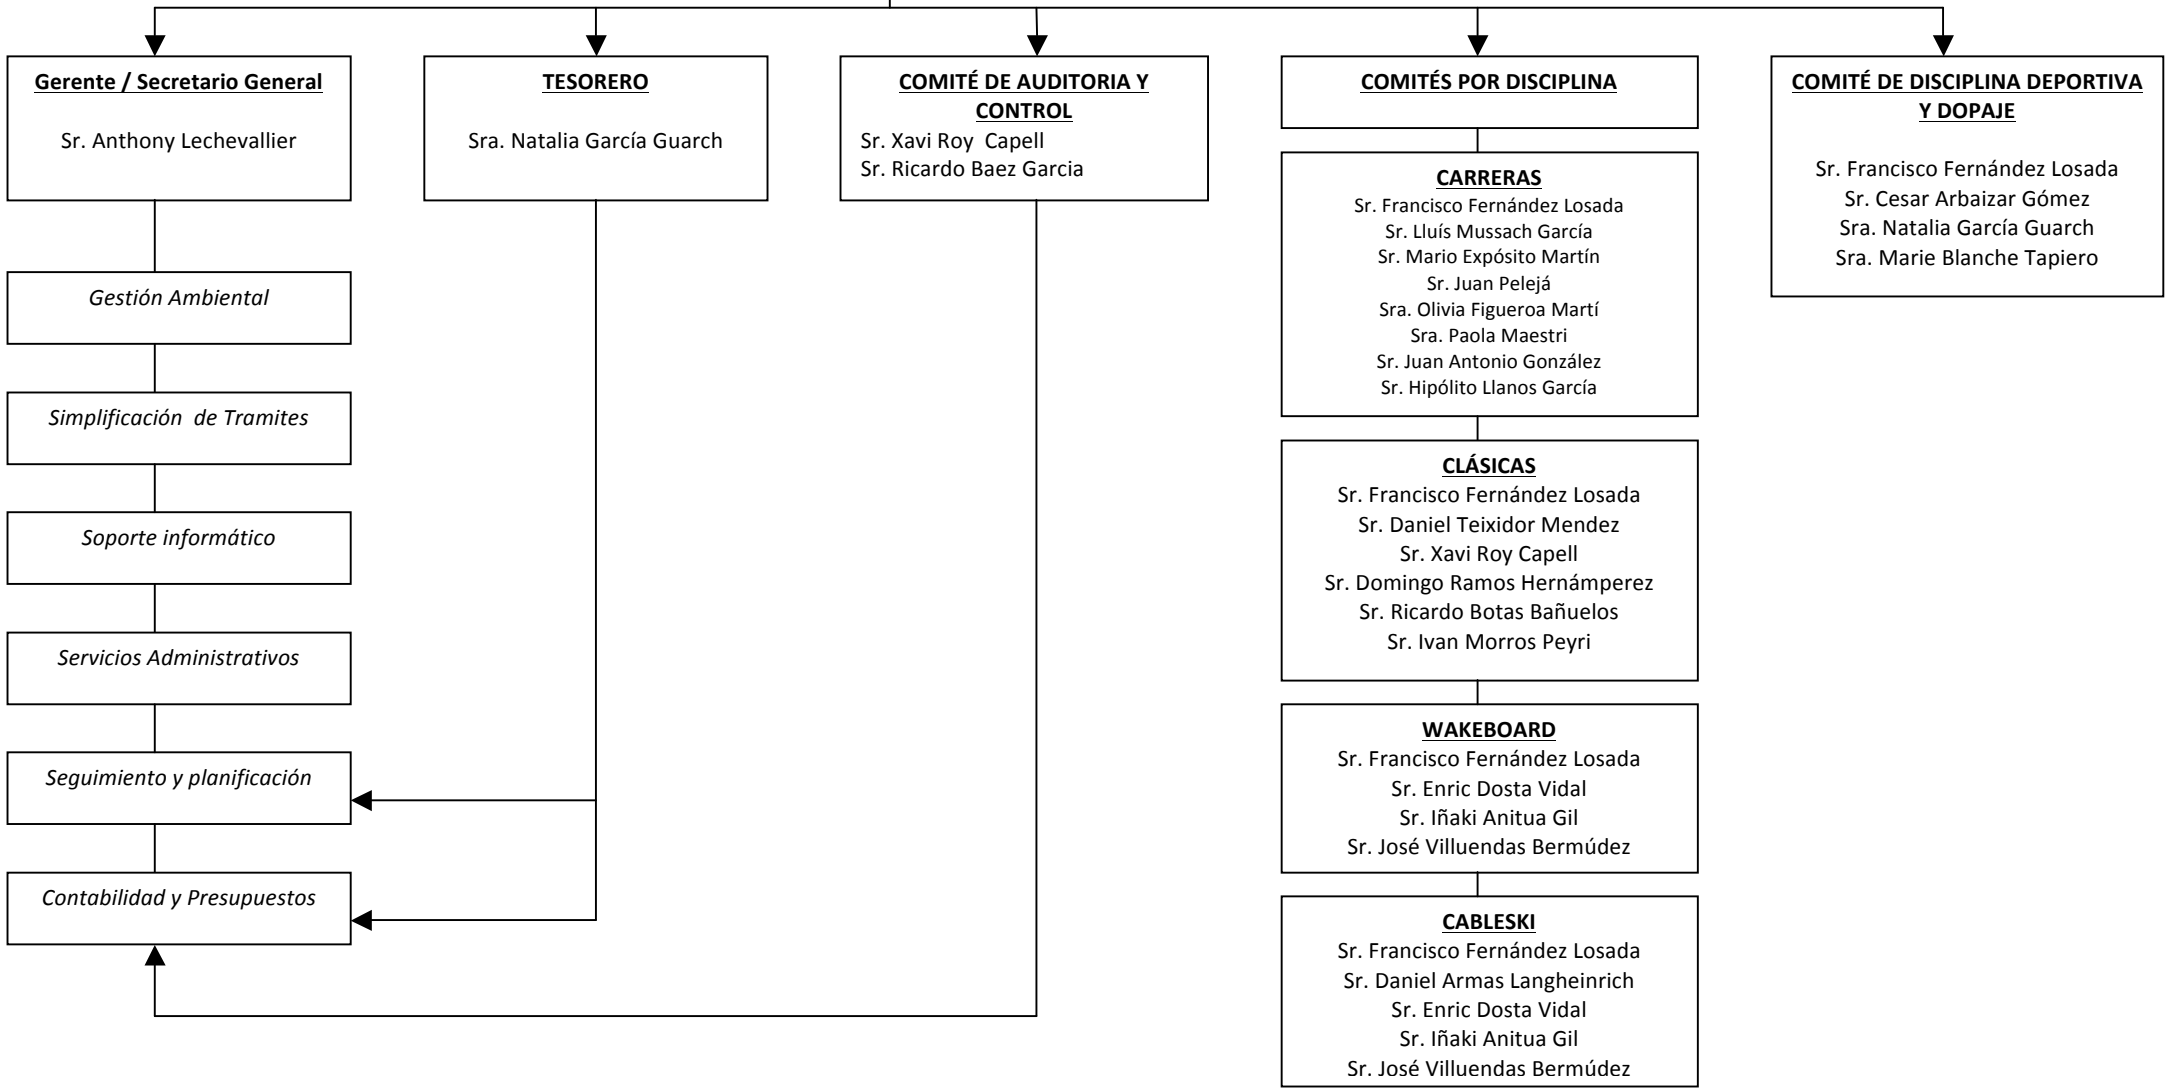 Gerente / Secretario General
Sr. Anthony Lechevallier
Gestión Ambiental
Simplificación de Tramites
Soporte informático
Servicios Administrativos
Seguimiento y planificación
Contabilidad y Presupuestos
TESORERO
Sra. Natalia García Guarch
COMITÉ DE AUDITORIA Y
CONTROL
Sr. Xavi Roy Capell
Sr. Ricardo Baez Garcia
COMITÉS POR DISCIPLINA
CARRERAS
Sr. Francisco Fernández Losada
Sr. Lluís Mussach García
Sr. Mario Expósito Martín
Sr. Juan Pelejá
Sra. Olivia Figueroa Martí
Sra. Paola Maestri
Sr. Juan Antonio González
Sr. Hipólito Llanos García
CLÁSICAS
Sr. Francisco Fernández Losada
Sr. Daniel Teixidor Mendez
Sr. Xavi Roy Capell
Sr. Domingo Ramos Hernámperez
Sr. Ricardo Botas Bañuelos
Sr. Ivan Morros Peyri
WAKEBOARD
Sr. Francisco Fernández Losada
Sr. Enric Dosta Vidal
Sr. Iñaki Anitua Gil
Sr. José Villuendas Bermúdez
CABLESKI
Sr. Francisco Fernández Losada
Sr. Daniel Armas Langheinrich
Sr. Enric Dosta Vidal
Sr. Iñaki Anitua Gil
Sr. José Villuendas Bermúdez
COMITÉ DE DISCIPLINA DEPORTIVA
Y DOPAJE
Sr. Francisco Fernández Losada
Sr. Cesar Arbaizar Gómez
Sra. Natalia García Guarch
Sra. Marie Blanche Tapiero